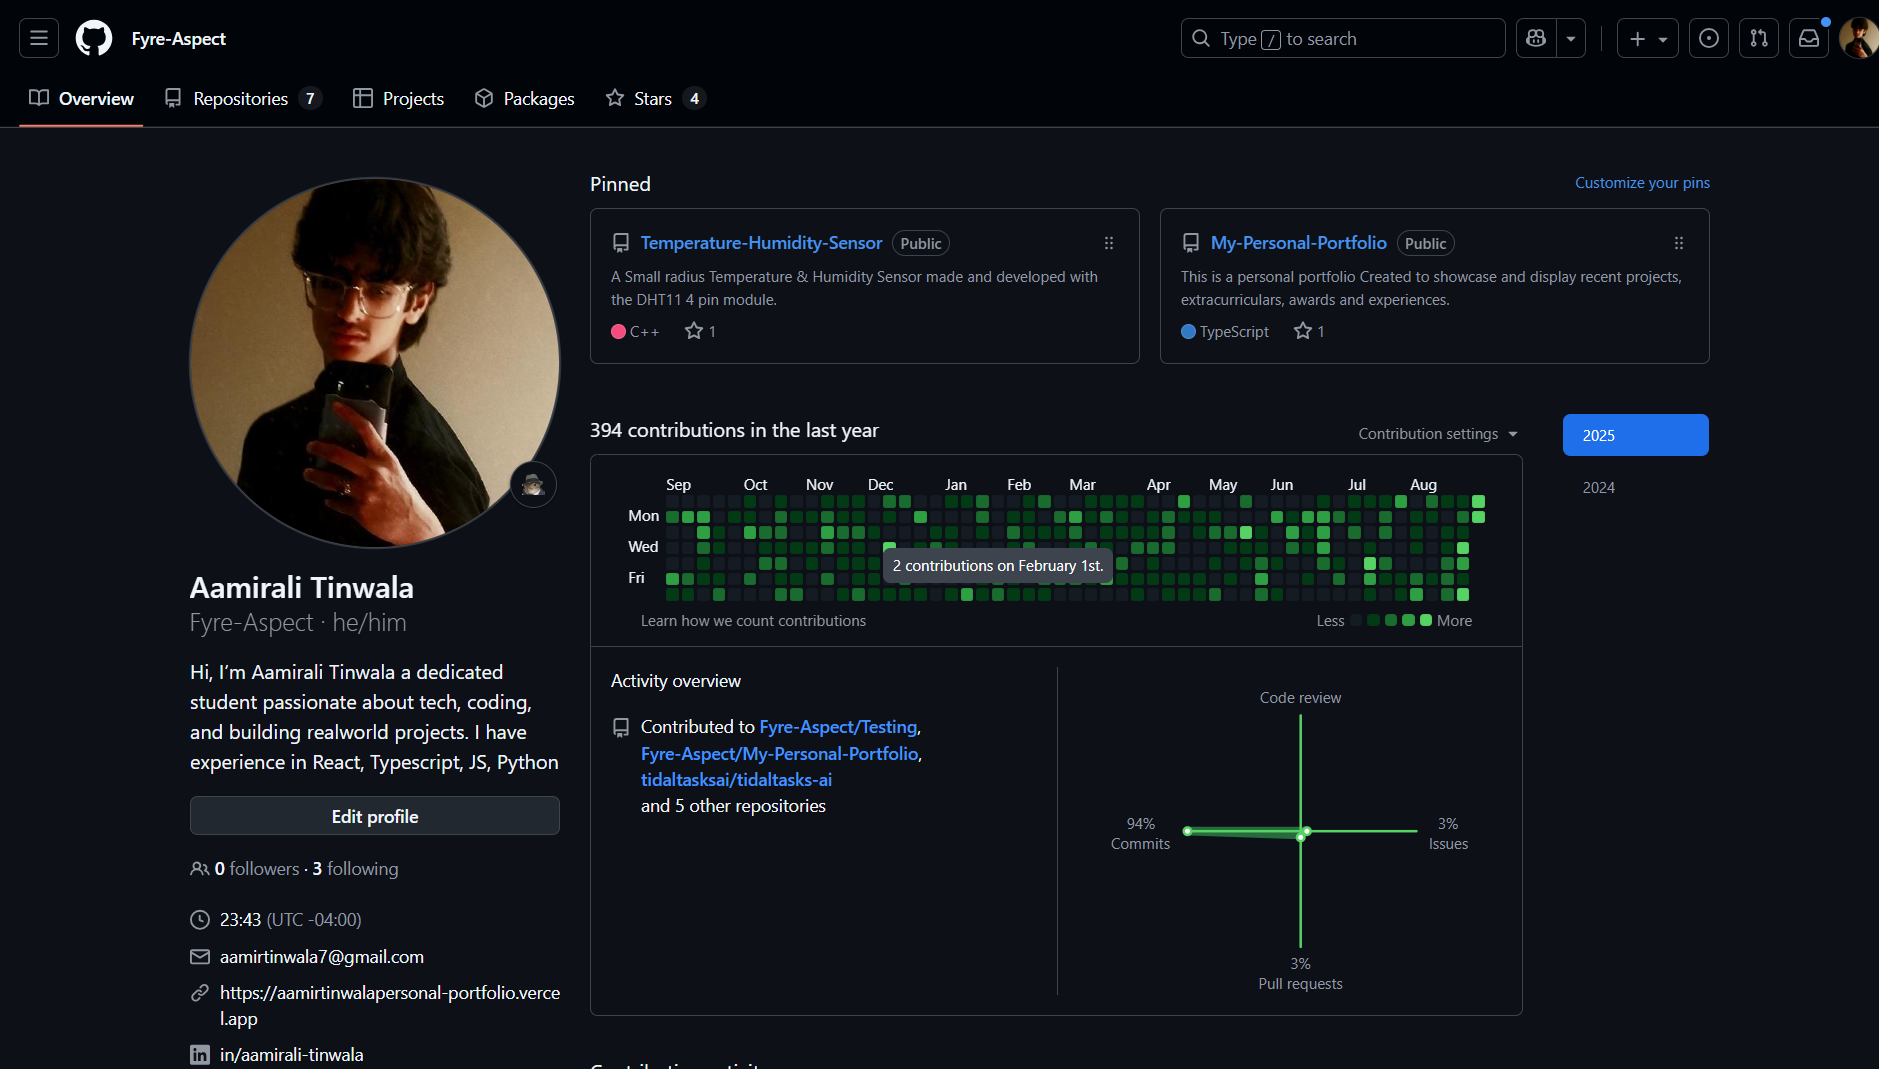 Fyre-Aspect
Type / to search
Overview
Repositories 7
Projects
Packages
Stars 4
Pinned
Customize your pins
Temperature-Humidity-Sensor Public
A Small radius Temperature & Humidity Sensor made and developed with
the DHT11 4 pin module.
C++ 1
My-Personal-Portfolio Public
This is a personal portfolio Created to showcase and display recent projects,
extracurriculars, awards and experiences.
TypeScript 1
394 contributions in the last year
Contribution settings
2025
2024
Sep Oct Nov Dec Jan Feb Mar Apr May Jun Jul Aug
Mon
Wed
2 contributions on February 1st.
Fri
Learn how we count contributions
Less More
Aamirali Tinwala
Fyre-Aspect · he/him
Hi, I’m Aamirali Tinwala a dedicated
student passionate about tech, coding,
and building realworld projects. I have
experience in React, Typescript, JS, Python
Edit profile
0 followers · 3 following
23:43 (UTC -04:00)
aamirtinwala7@gmail.com
https://aamirtinwalapersonal-portfolio.verce
l.app
in/aamirali-tinwala
Activity overview
Contributed to Fyre-Aspect/Testing,
Fyre-Aspect/My-Personal-Portfolio,
tidaltasksai/tidaltasks-ai
and 5 other repositories
Code review
94%
Commits
3%
Issues
3%
Pull requests